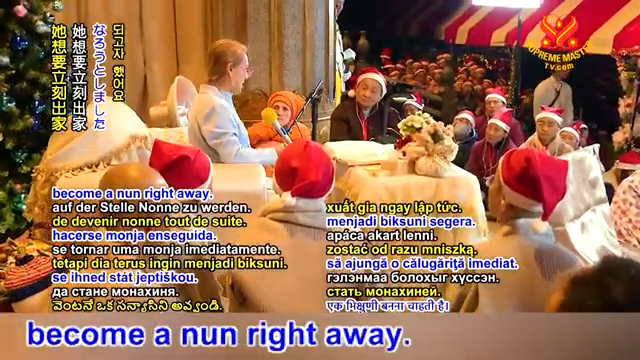 她想要立刻出家
她想要立刻出家
なろうとしました
되고자 했어요
SUPREME MASTER
TV.com
become a nun right away.
auf der Stelle Nonne zu werden.
de devenir nonne tout de suite.
hacerse monja enseguida.
se tornar uma monja imediatamente.
tetapi dia terus ingin menjadi biksuni.
se ihned stát jeptiškou.
да стане монахиня.
వెంటనే ఒక సన్యాసిని అవ్వండి.
xuất gia ngay lập tức.
menjadi biksuni segera.
apáca akart lenni.
zostać od razu mniszką.
să ajungă o călugăriţă imediat.
гэлэнмаа болохыг хүссэн.
стать монахиней.
एक भिक्षुणी बनना चाहती है।
become a nun right away.